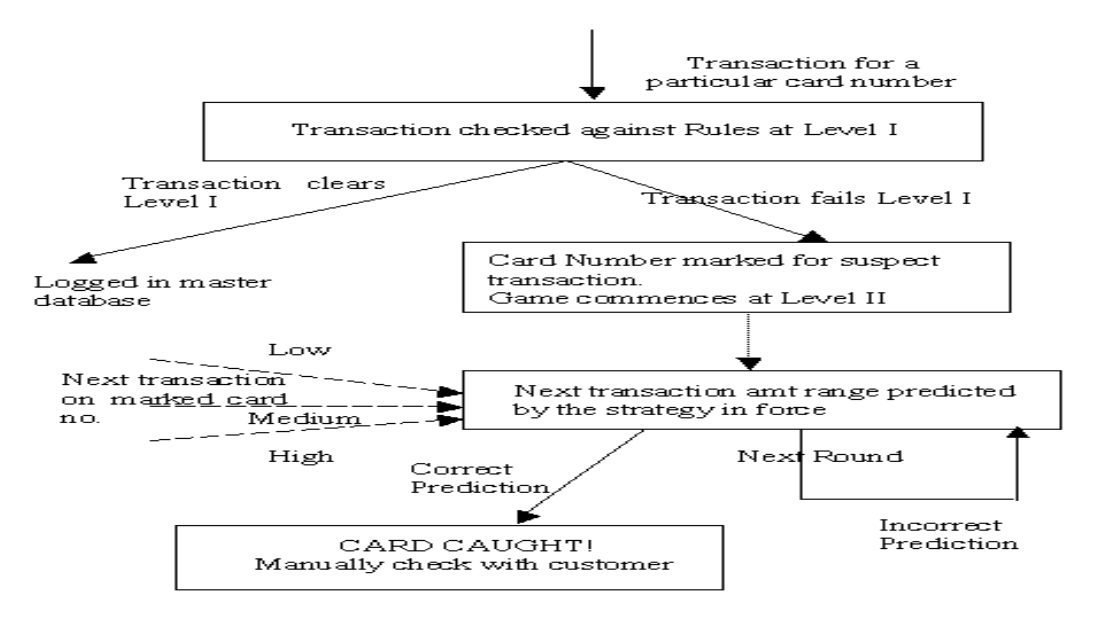 Transaction for a
particular card number
Transaction checked against Rules at Level I
Transaction clears
Level I
Transaction fails Level I
Logged in master
database
Card Number marked for suspect
transaction.
Game commences at Level II
Low
Next transaction
on marked card
no.
Medium
High
Next transaction amt range predicted
by the strategy in force
Correct
Prediction
Next Round
Incorrect
Prediction
CARD CAUGHT!
Manually check with customer